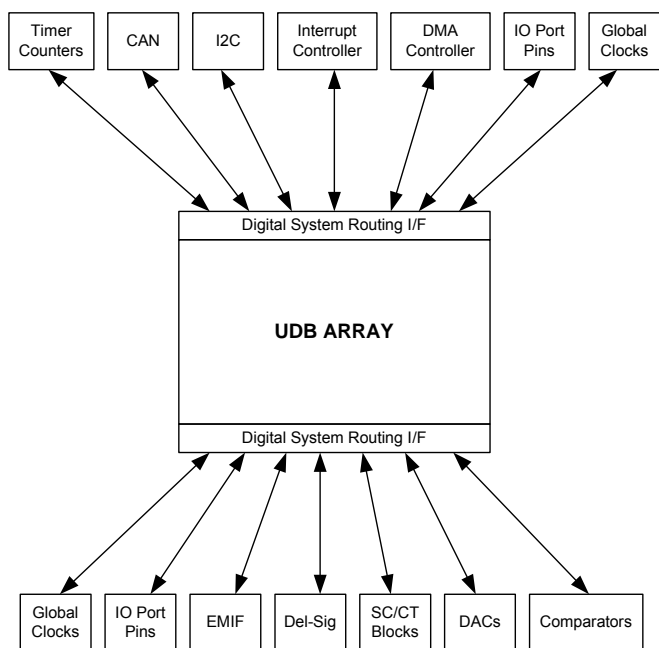 Timer
Counters
CAN
I2C
Interrupt
Controller
DMA
Controller
IO Port
Pins
Global
Clocks
Digital System Routing I/F
UDB ARRAY
Digital System Routing I/F
Global
Clocks
IO Port
Pins
EMIF
Del-Sig
SC/CT
Blocks
DACs
Comparators